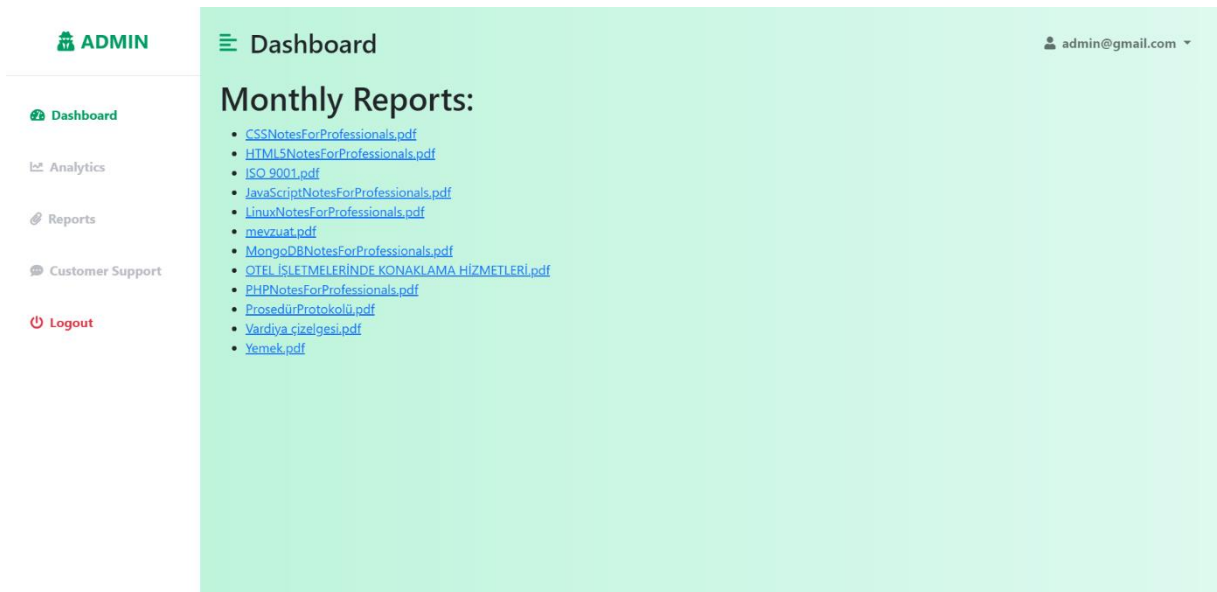 ADMIN
Dashboard
Analytics
Reports
Customer Support
Logout
Dashboard
admin@gmail.com
Monthly Reports:
CSSNotesForProfessionals.pdf
HTML5NotesForProfessionals.pdf
ISO 9001.pdf
JavaScriptNotesForProfessionals.pdf
LinuxNotesForProfessionals.pdf
mevzuat.pdf
MongoDBNotesForProfessionals.pdf
OTEL İŞLETMELERİNDE KONAKLAMA HİZMETLERİ.pdf
PHPNotesForProfessionals.pdf
ProsedürProtokolü.pdf
Vardiya çizelgesi.pdf
Yemek.pdf